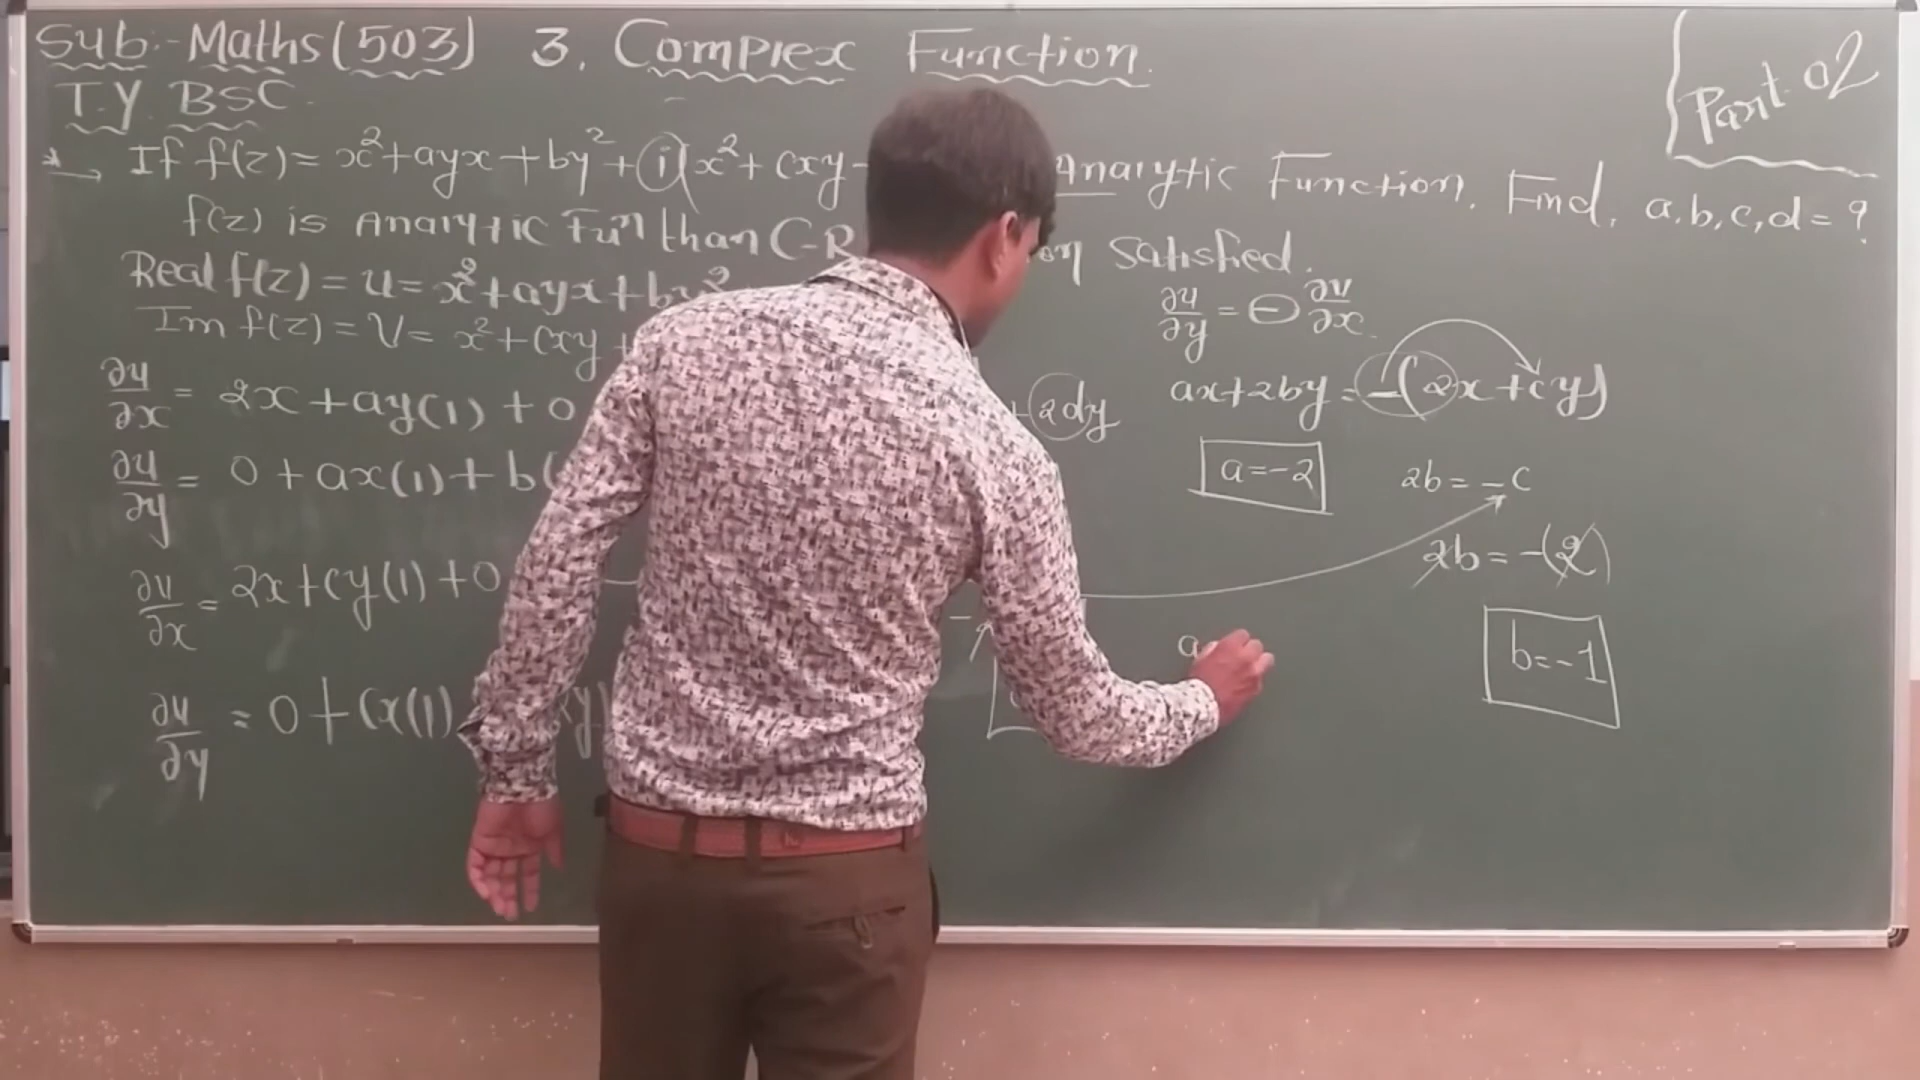 Sub:- Maths (503) 3. Complex Function.
T.Y. BSC.
Part 02
If f(z) = x²+ayx+by²+i(x²+cxy- Analytic Function. Find. a,b,c,d=?
f(z) is Analytic Fun than C-R on Satisfied.
Real f(z) = u = x²+ayx+by²
Im f(z) = V = x²+cxy +
∂u/∂y = - ∂v/∂x
∂u/∂x = 2x+ay(1)+0
+2dy
ax+2by = -(2x+cy)
∂u/∂y = 0+ax(1)+b(
a=-2
2b = -c
2b = -(2)
∂v/∂x = 2x+cy(1)+0
b=-1
a
∂v/∂y = 0+cx(1) 2y)